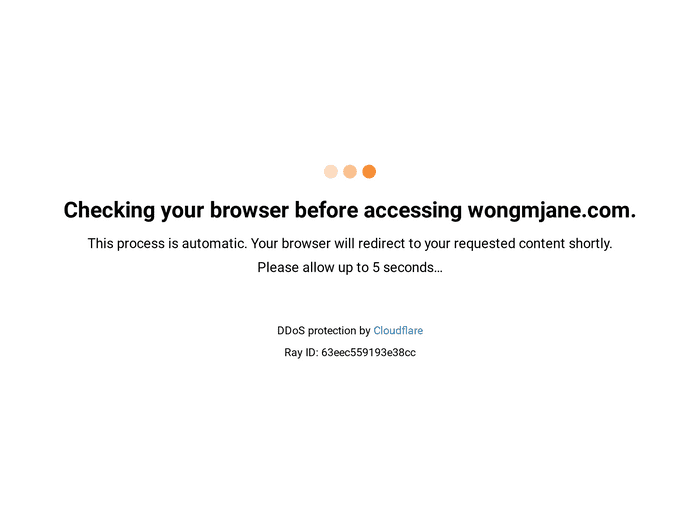 Checking your browser before accessing wongmjane.com.
This process is automatic. Your browser will redirect to your requested content shortly.
Please allow up to 5 seconds…
DDoS protection by Cloudflare
Ray ID: 63eec559193e38cc